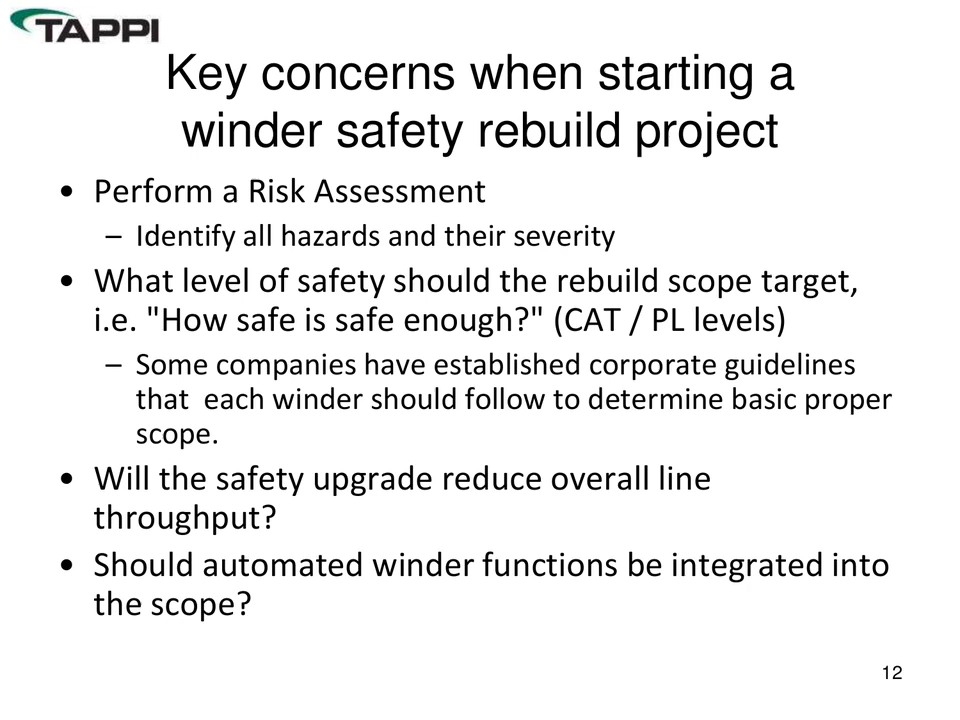 TAPPI
Key concerns when starting a
winder safety rebuild project
• Perform a Risk Assessment
– Identify all hazards and their severity
• What level of safety should the rebuild scope target,
i.e. "How safe is safe enough?" (CAT / PL levels)
– Some companies have established corporate guidelines
that  each winder should follow to determine basic proper
scope.
• Will the safety upgrade reduce overall line
throughput?
• Should automated winder functions be integrated into
the scope?
12